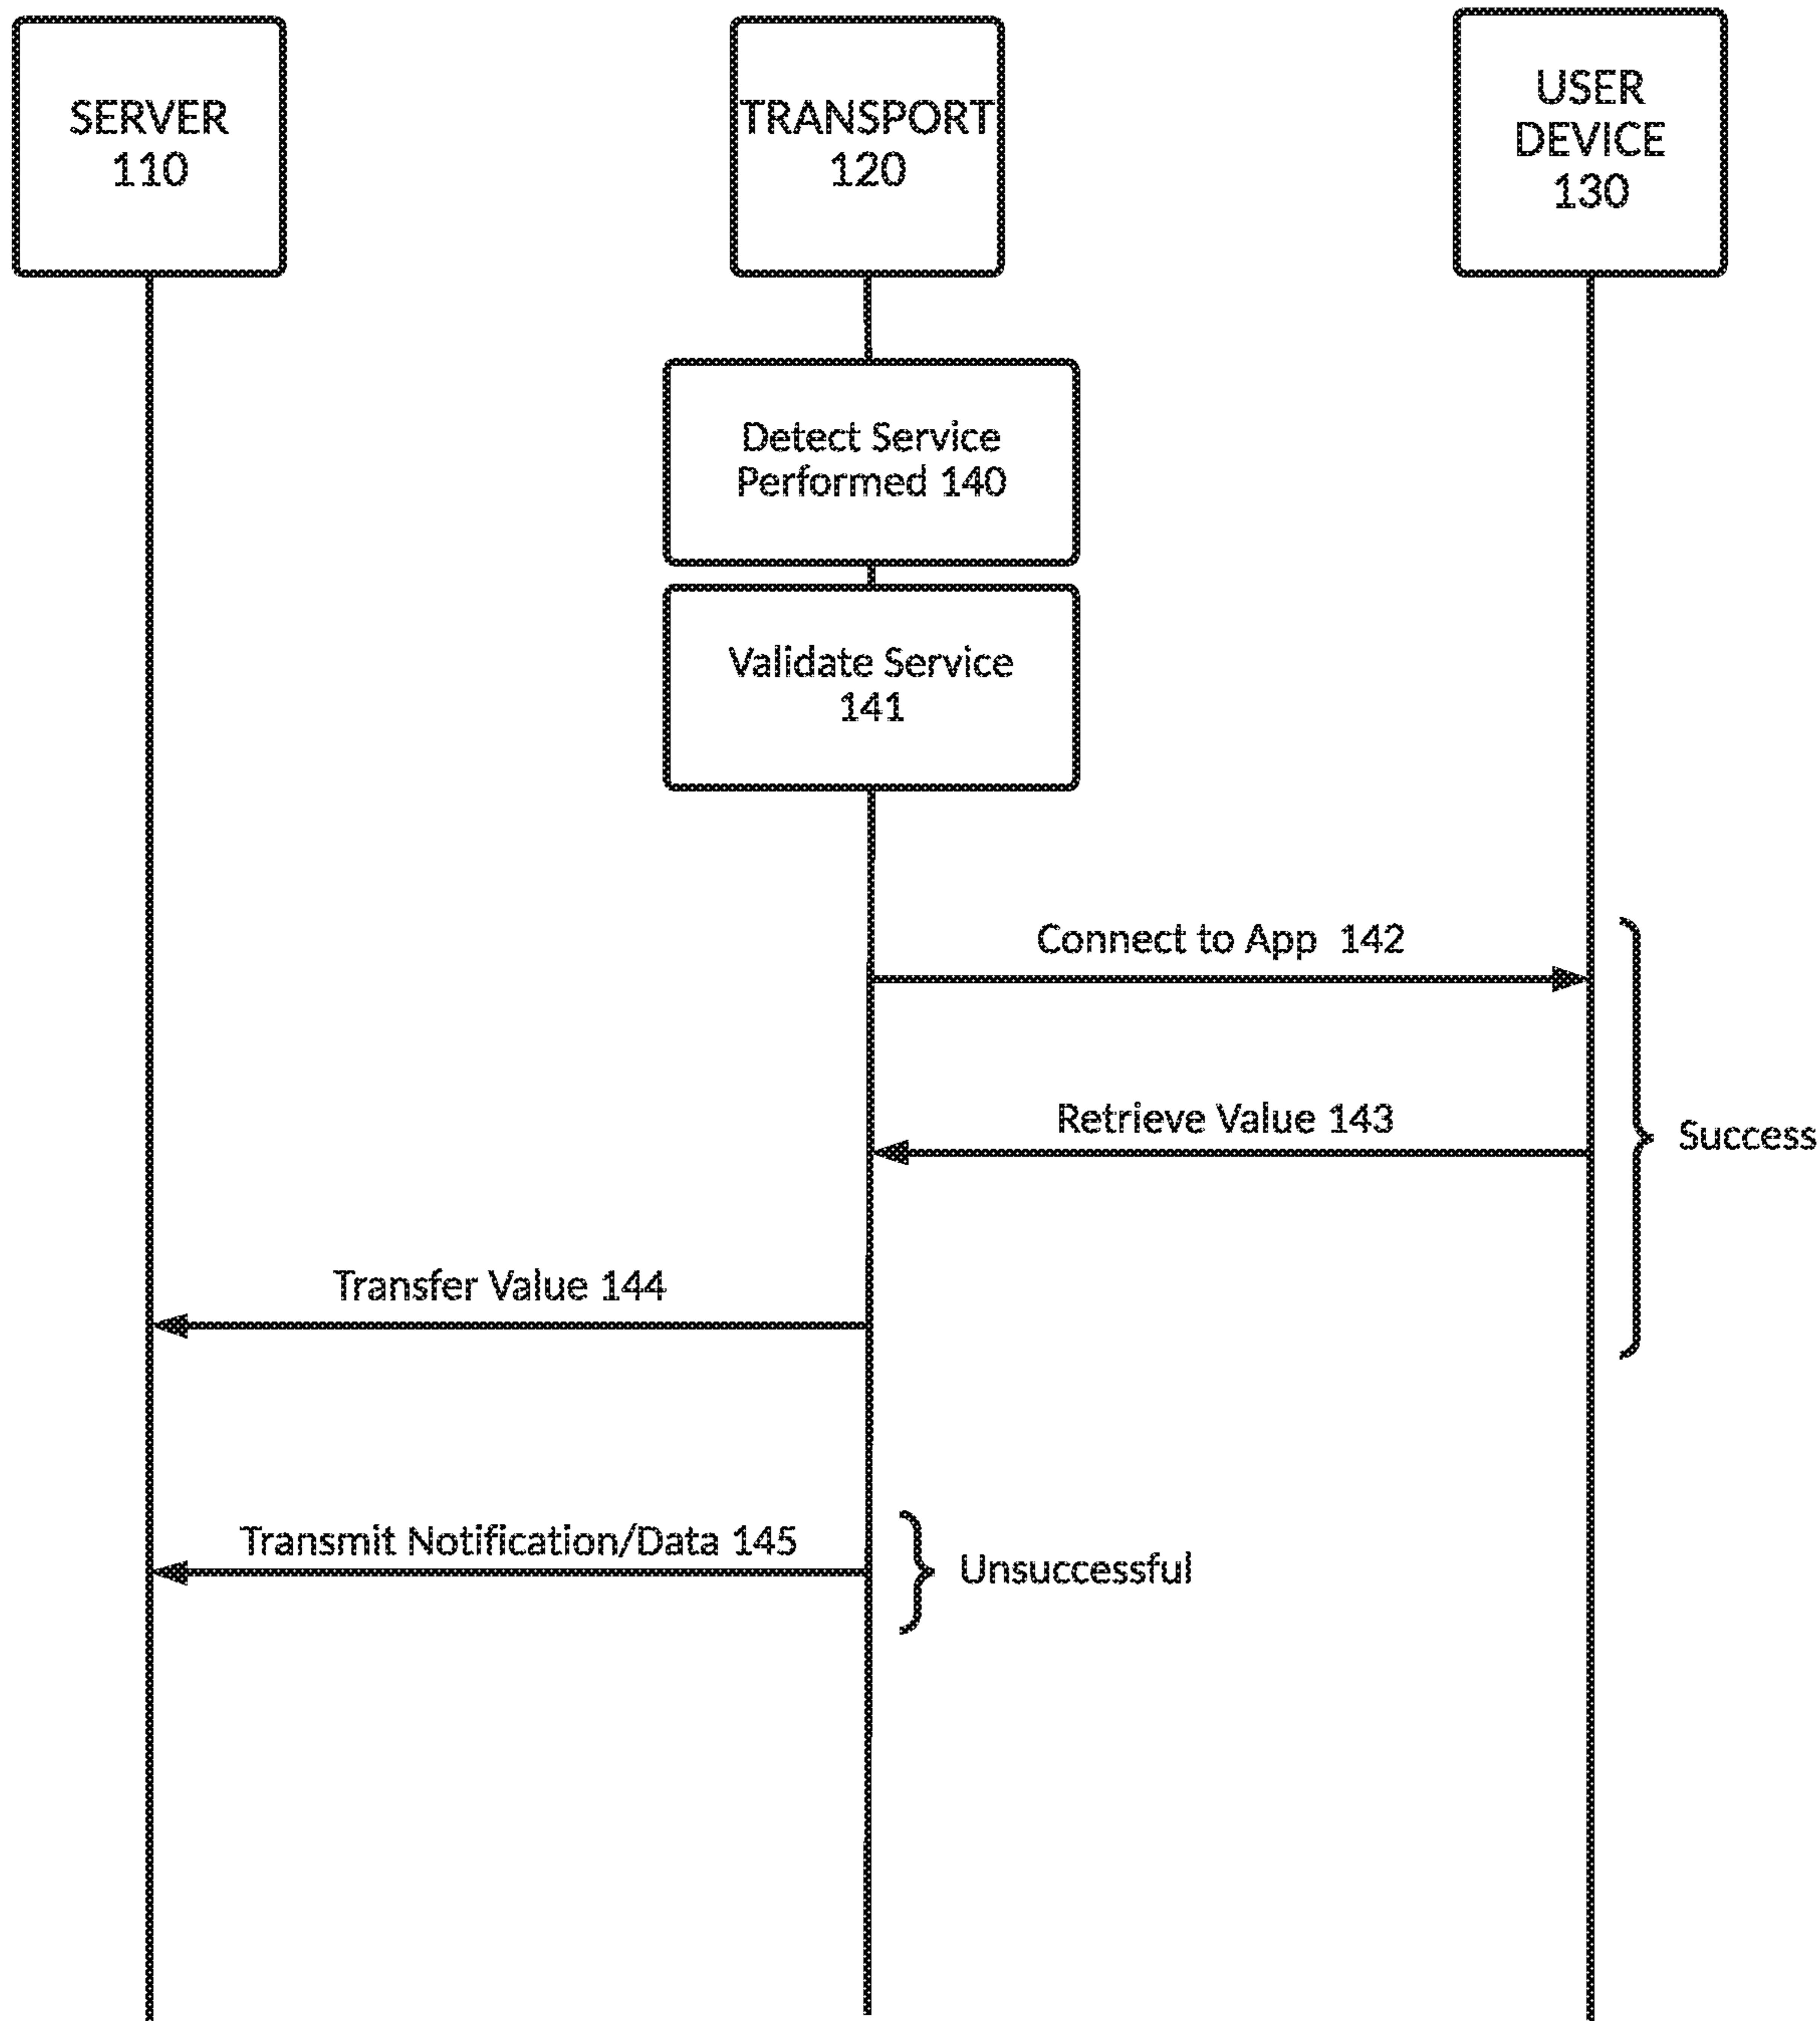 SERVER
110
TRANSPORT
120
USER
DEVICE
130
Detect Service
Performed 140
Validate Service
141
Connect to App 142
Retrieve Value 143
Success
Transfer Value 144
Transmit Notification/Data 145
Unsuccessful